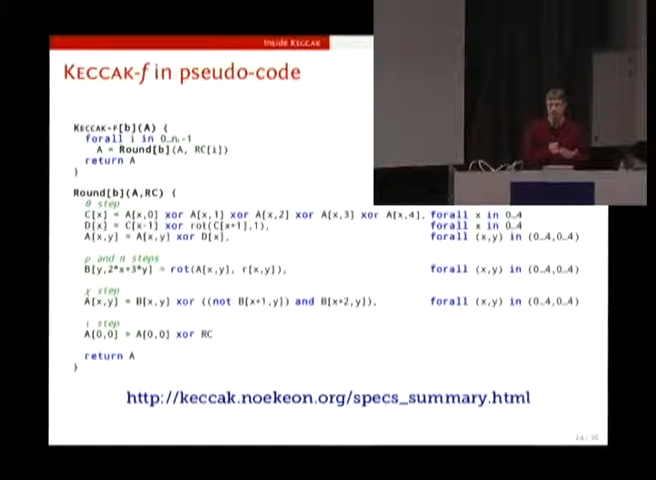 Inside KECCAK
KECCAK-f in pseudo-code
KECCAK-F[b](A) {
forall i in 0…nᵣ-1
A = Round[b](A, RC[i])
return A
}
Round[b](A,RC) {
θ step
C[x] = A[x,0] xor A[x,1] xor A[x,2] xor A[x,3] xor A[x,4], forall x in 0…4
D[x] = C[x-1] xor rot(C[x+1],1), forall x in 0…4
A[x,y] = A[x,y] xor D[x], forall (x,y) in (0…4,0…4)
ρ and π steps
B[y,2*x+3*y] = rot(A[x,y], r[x,y]), forall (x,y) in (0…4,0…4)
χ step
A[x,y] = B[x,y] xor ((not B[x+1,y]) and B[x+2,y]), forall (x,y) in (0…4,0…4)
ι step
A[0,0] = A[0,0] xor RC
return A
}
http://keccak.noekeon.org/specs_summary.html